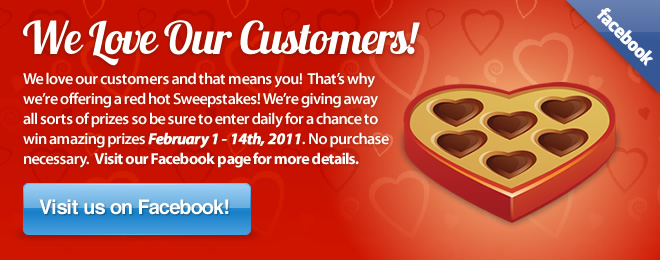 We Love Our Customers!
facebook
We love our customers and that means you!  That's why
we're offering a red hot Sweepstakes! We're giving away
all sorts of prizes so be sure to enter daily for a chance to
win amazing prizes February 1 - 14th, 2011. No purchase
necessary.  Visit our Facebook page for more details.
Visit us on Facebook!